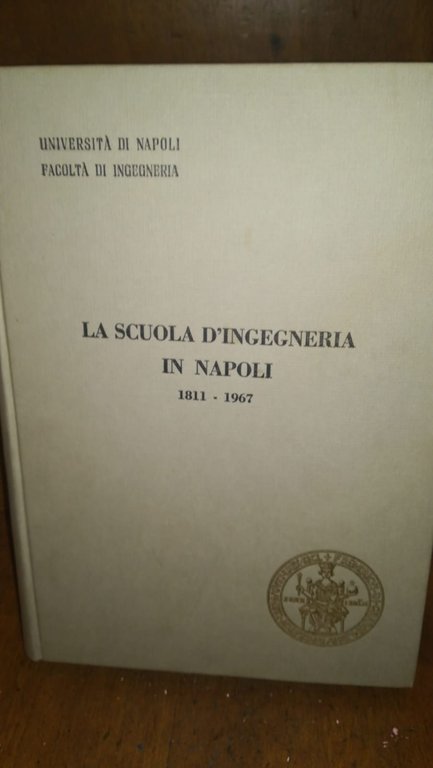 UNIVERSITÀ DI NAPOLI
FACOLTÀ DI INGEGNERIA
LA SCUOLA D'INGEGNERIA
IN NAPOLI
1811 - 1967